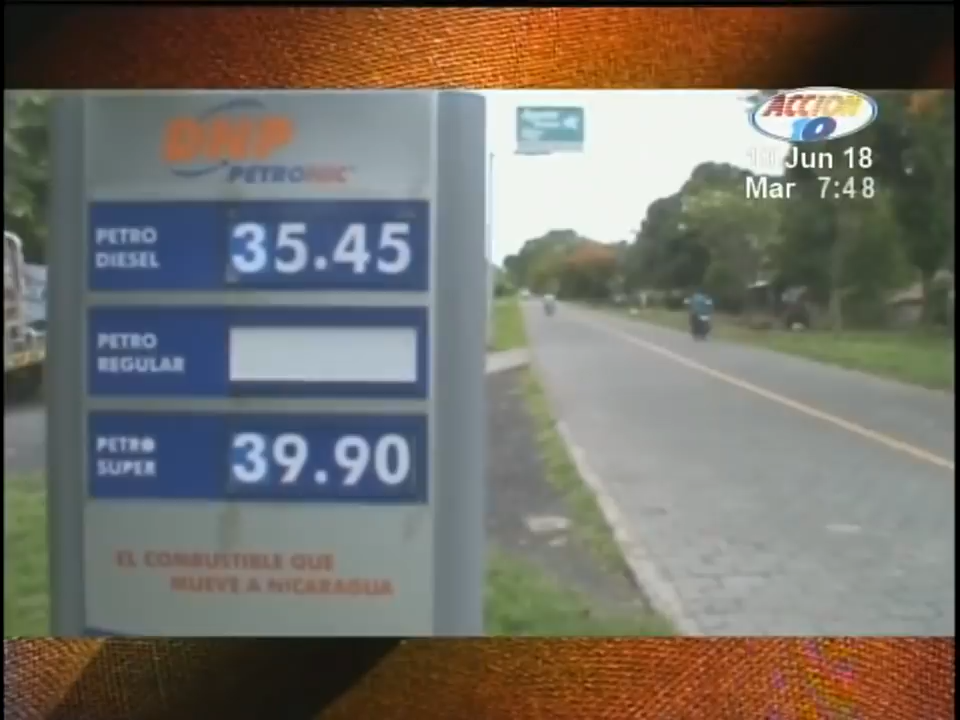 DNP
PETRONIC
PETRO
DIESEL
35.45
PETRO
REGULAR
PETRO
SUPER
39.90
EL COMBUSTIBLE QUE
MUEVE A NICARAGUA
ACCION
10
Jun 18
Mar 7:48